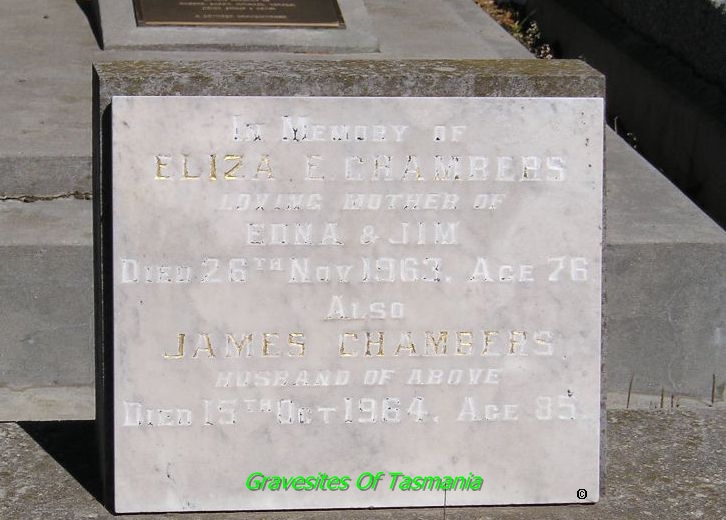 In Memory of
ELIZA E. CHAMBERS
LOVING MOTHER OF
EDNA & JIM
Died 26TH Nov 1963. Age 76
Also
JAMES CHAMBERS.
HUSBAND OF ABOVE
Died 15TH Oct 1964. Age 85.
Gravesites Of Tasmania
©